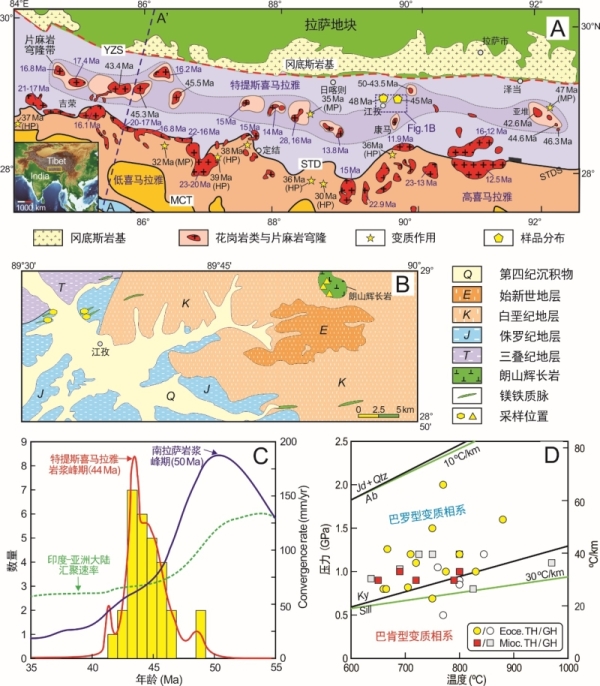 84°E
86°
88°
90°
92°
30°E
30°N
A'
拉萨地块
A
拉萨市
片麻岩
穹隆带
YZS
冈底斯岩基
17.4 Ma
16.8 Ma
43.4 Ma
16.2 Ma
特提斯喜马拉雅
日喀则
泽当
45.5 Ma
35 Ma
(MP)
50-43.5 Ma
48 Ma
45 Ma
47 Ma
(MP)
21-17 Ma
吉荣
45.3 Ma
江孜
Fig.1B
亚堆
37 Ma
(HP)
16.1 Ma
20-17 Ma
16.8 Ma
22-16 Ma
15 Ma
15 Ma
14 Ma
28, 16 Ma
13.8 Ma
康马
11.9 Ma
42.6 Ma
44.6 Ma
46.3 Ma
16-12 Ma
28°
28°
Tibet
India
1000 km
低喜马拉雅
32 Ma (MP)
38 Ma
(HP)
定结
STD
36 Ma
(HP)
STDS
39 Ma
(HP)
36 Ma
(HP)
30 Ma
(HP)
15 Ma
23-20 Ma
22.9 Ma
23-13 Ma
12.5 Ma
高喜马拉雅
A
MCT
86°
88°
90°
92°
冈底斯岩基
花岗岩类与片麻岩穹隆
变质作用
样品分布
89°30'
89°45'
90°
29°
T
K
朗山辉长岩
B
江孜
E
J
Q
J
K
0 2.5 5 km
28°
50'
Q 第四纪沉积物
E 始新世地层
K 白垩纪地层
J 侏罗纪地层
T 三叠纪地层
朗山辉长岩
镁铁质脉
采样位置
9
8
7
6
5
4
3
2
1
0
数量
特提斯喜马拉雅
岩浆峰期(44 Ma)
南拉萨岩浆
峰期(50 Ma)
C
印度-亚洲大陆
汇聚速率
200
150
100
50
0
Convergence rate (mm/yr)
35
40
45
50
55
年龄 (Ma)
2.5
2.0
1.5
1.0
0.5
0.0
压力 (GPa)
Jd + Qtz
Ab
10°C/km
D
巴罗型变质相系
Ky
Sill
30°C/km
巴肯型变质相系
/ Eoce. TH/GH
/ Mioc. TH/GH
80
60
40
20
0
°C/km
600
700
800
900
1000
温度 (°C)